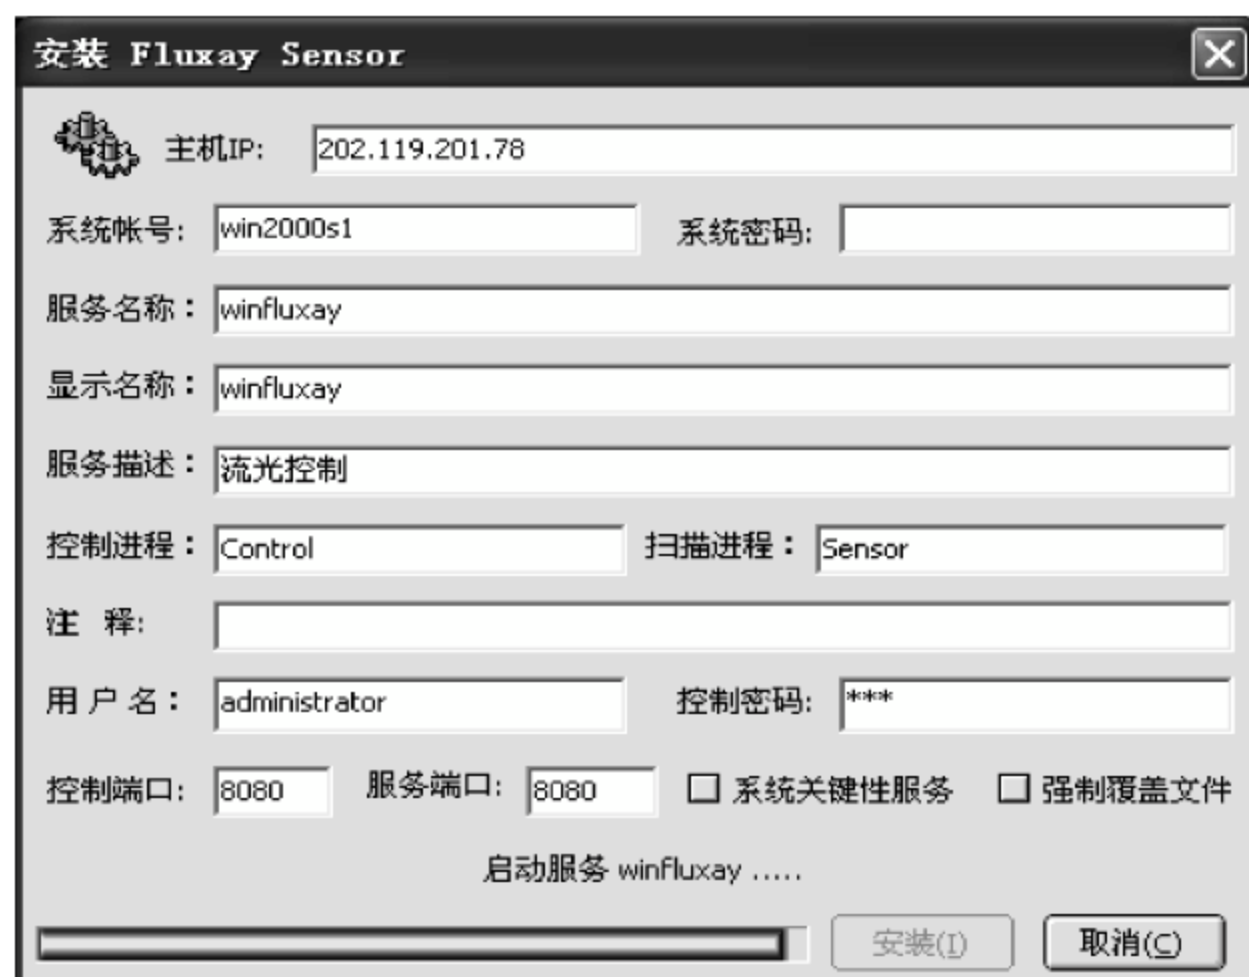 安装 Fluxay Sensor
主机IP: 202.119.201.78
系统帐号: win2000s1 系统密码:
服务名称： winfluxay
显示名称： winfluxay
服务描述： 流光控制
控制进程： Control 扫描进程： Sensor
注 释:
用 户 名： administrator 控制密码: ***
控制端口: 8080 服务端口: 8080 系统关键性服务 强制覆盖文件
启动服务 winfluxay .....
安装(I) 取消(C)